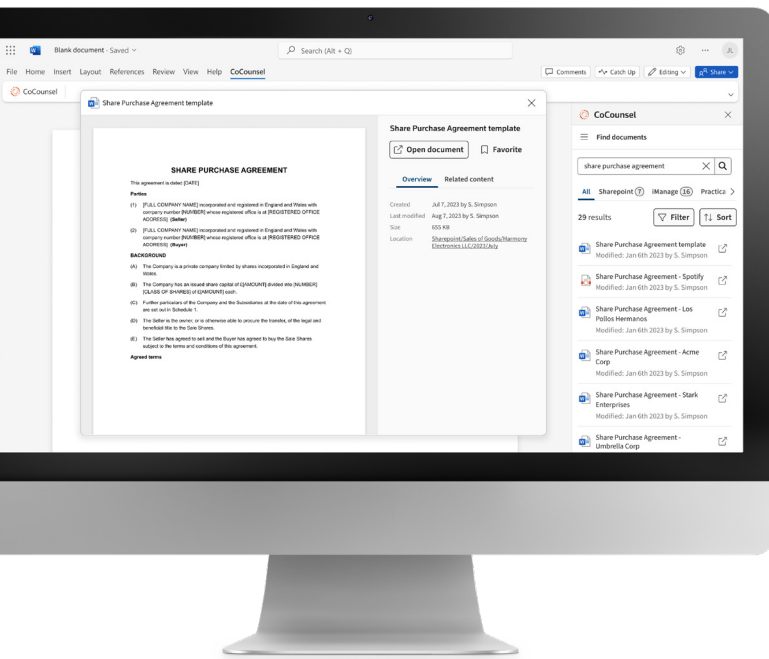 Blank document - Saved
Search (Alt + Q)
JL
File Home Insert Layout References Review View Help CoCounsel
Comments Catch Up Editing Share
CoCounsel
Share Purchase Agreement template
SHARE PURCHASE AGREEMENT
This agreement is dated [DATE]
Parties
(1) [FULL COMPANY NAME] incorporated and registered in England and Wales with
company number [NUMBER] whose registered office is at [REGISTERED OFFICE
ADDRESS] (Seller)
(2) [FULL COMPANY NAME] incorporated and registered in England and Wales with
company number [NUMBER] whose registered office is at [REGISTERED OFFICE
ADDRESS] (Buyer)
BACKGROUND
(A) The Company is a private company limited by shares incorporated in England and
Wales.
(B) The Company has an issued share capital of £[AMOUNT] divided into [NUMBER]
[CLASS OF SHARES] of £[AMOUNT] each.
(C) Further particulars of the Company and the Subsidiaries at the date of this agreement
are set out in Schedule 1.
(D) The Seller is the owner, or is otherwise able to procure the transfer, of the legal and
beneficial title to the Sale Shares.
(E) The Seller has agreed to sell and the Buyer has agreed to buy the Sale Shares
subject to the terms and conditions of this agreement.
Agreed terms
Share Purchase Agreement template
Open document Favorite
Overview Related content
Created Jul 7, 2023 by S. Simpson
Last modified Aug 7, 2023 by S. Simpson
Size 655 KB
Location Sharepoint/Sales of Goods/Harmony
Electronics LLC/2023/July
CoCounsel
Find documents
share purchase agreement
All Sharepoint 7 iManage 16 Practica
29 results Filter Sort
Share Purchase Agreement template
Modified: Jan 6th 2023 by S. Simpson
Share Purchase Agreement - Spotify
Modified: Jan 6th 2023 by S. Simpson
Share Purchase Agreement - Los
Pollos Hermanos
Modified: Jan 6th 2023 by S. Simpson
Share Purchase Agreement - Acme
Corp
Modified: Jan 6th 2023 by S. Simpson
Share Purchase Agreement - Stark
Enterprises
Modified: Jan 6th 2023 by S. Simpson
Share Purchase Agreement -
Umbrella Corp